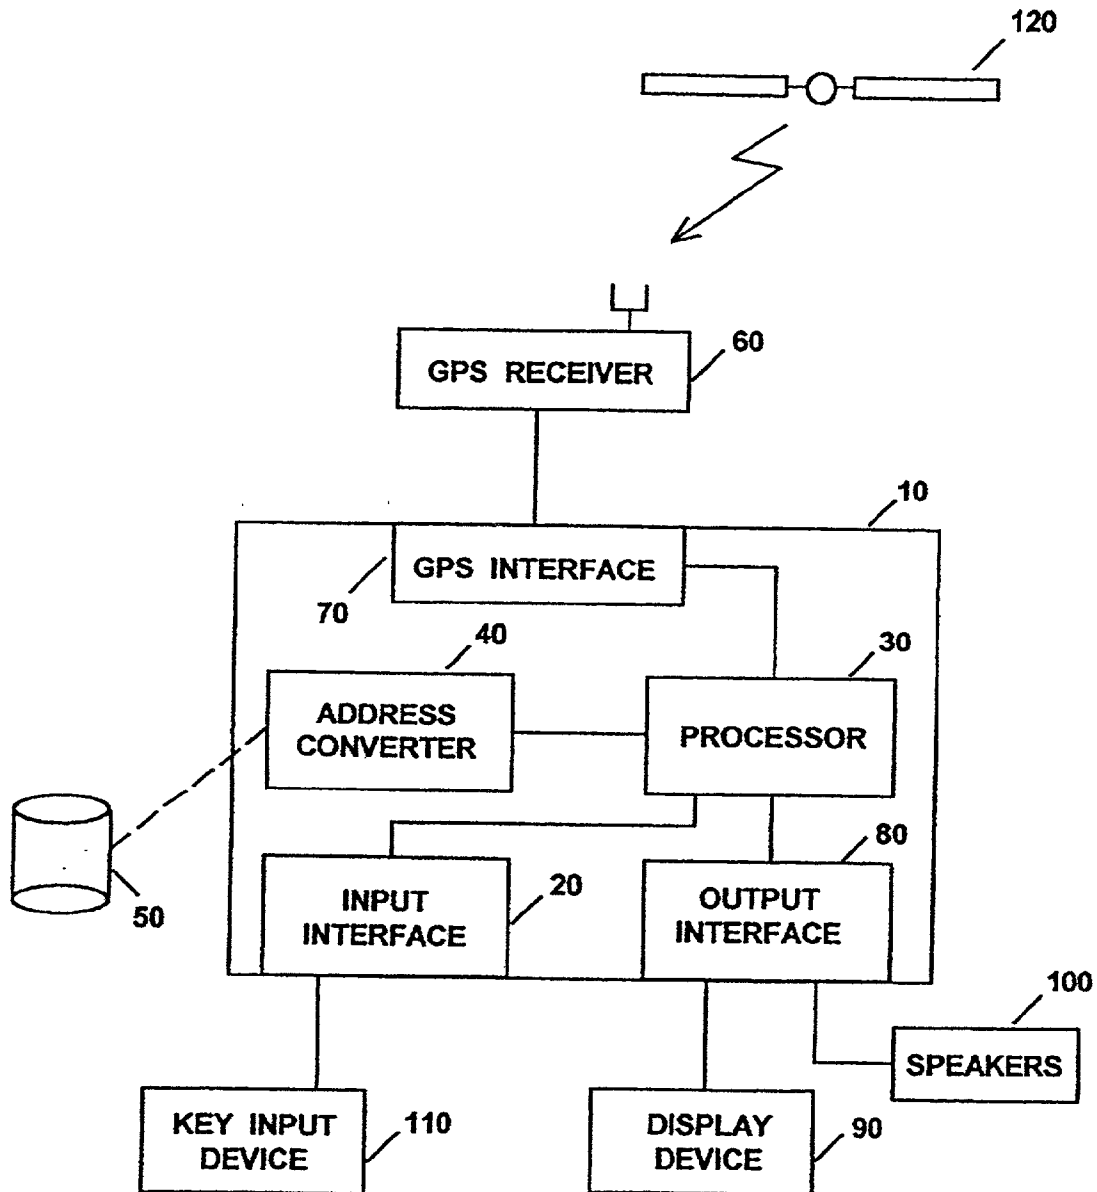 120
60
GPS RECEIVER
10
GPS INTERFACE
70
40
30
ADDRESS
CONVERTER
PROCESSOR
80
50
INPUT
INTERFACE
20
OUTPUT
INTERFACE
100
SPEAKERS
KEY INPUT
DEVICE
110
DISPLAY
DEVICE
90